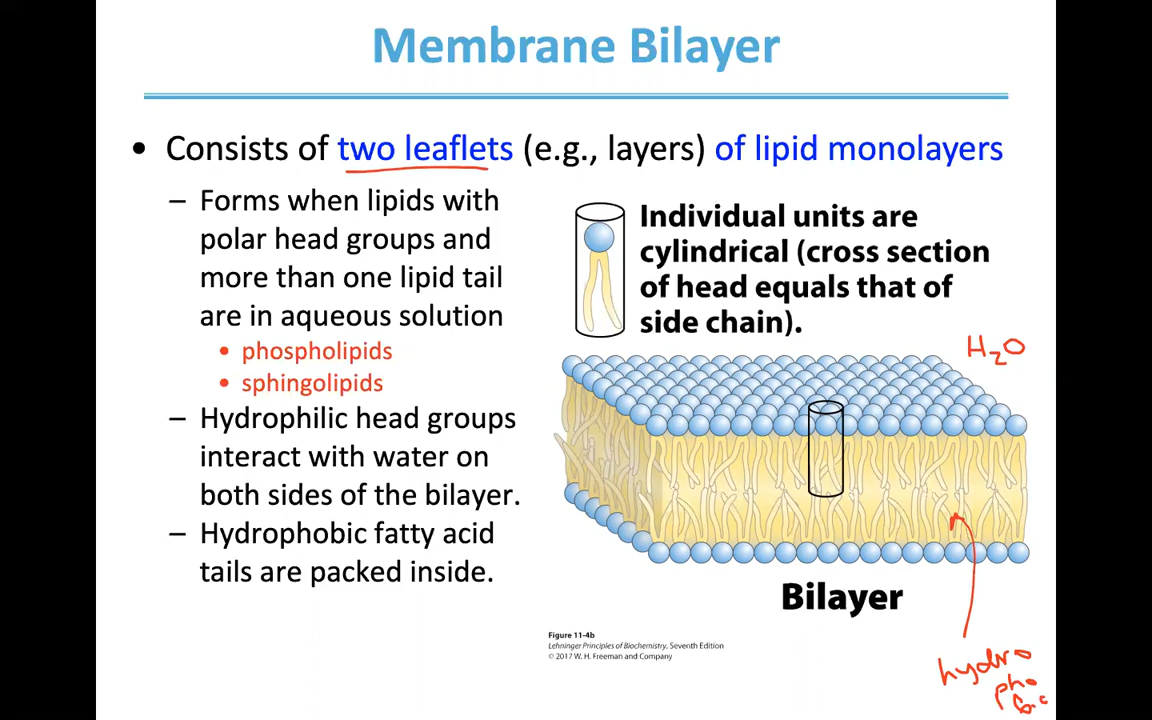 Membrane Bilayer
• Consists of two leaflets (e.g., layers) of lipid monolayers
– Forms when lipids with
polar head groups and
more than one lipid tail
are in aqueous solution
• phospholipids
• sphingolipids
– Hydrophilic head groups
interact with water on
both sides of the bilayer.
– Hydrophobic fatty acid
tails are packed inside.
Individual units are
cylindrical (cross section
of head equals that of
side chain).
H2O
Bilayer
Figure 11-4b
Lehninger Principles of Biochemistry, Seventh Edition
© 2017 W. H. Freeman and Company
hydro
pho